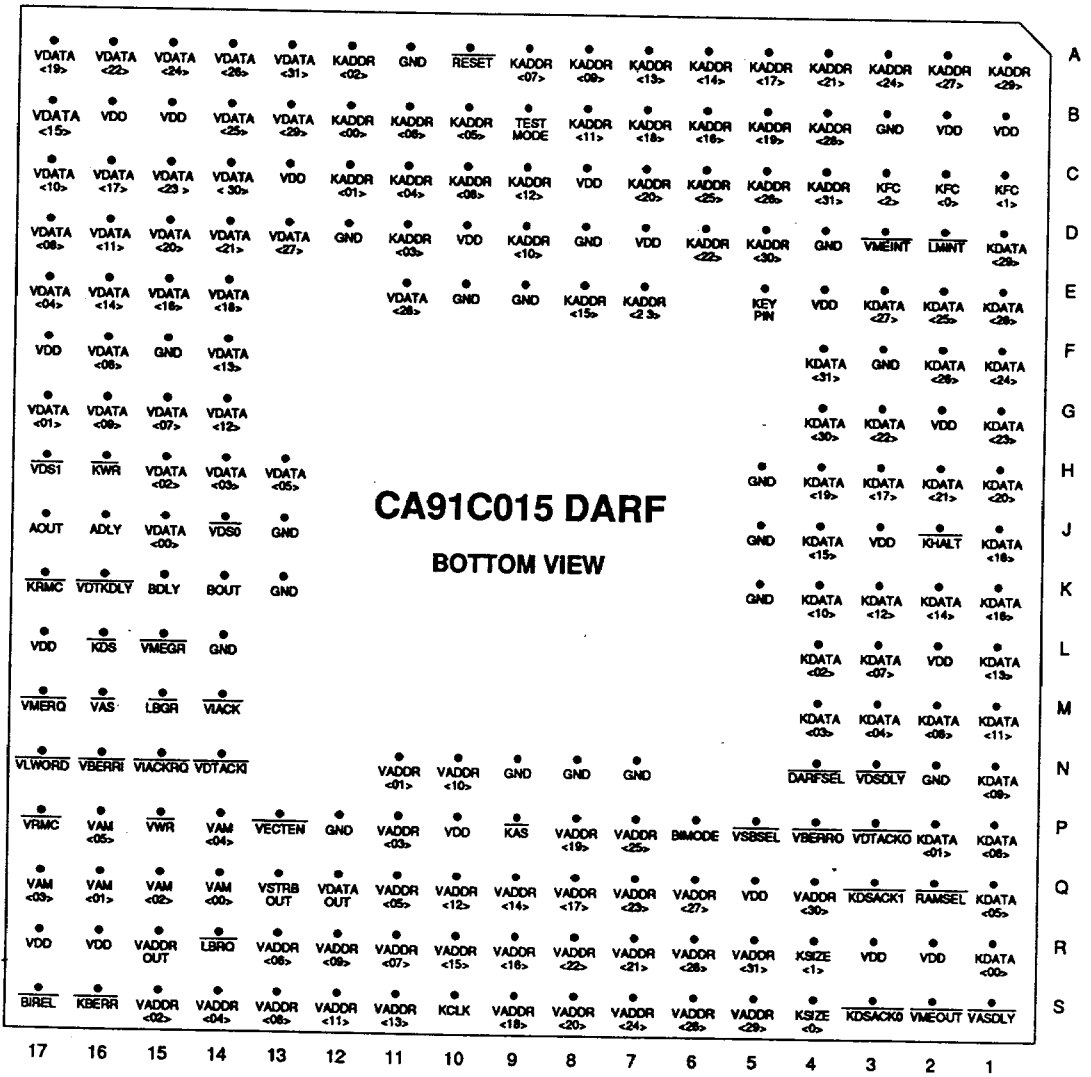 VDATA VDATA VDATA VDATA VDATA KADDR GND RESET KADDR KADDR KADDR KADDR KADDR KADDR KADDR KADDR KADDR A
<19> <22> <24> <26> <31> <02> <07> <09> <13> <14> <17> <21> <24> <27> <29>
VDATA VDD VDD VDATA VDATA KADDR KADDR KADDR TEST KADDR KADDR KADDR KADDR KADDR GND VDD VDD B
<15> <25> <29> <00> <06> <05> MODE <11> <18> <16> <19> <28>
VDATA VDATA VDATA VDATA VDD KADDR KADDR KADDR KADDR VDD KADDR KADDR KADDR KADDR KFC KFC KFC C
<10> <17> <23 > < 30> <01> <04> <08> <12> <20> <25> <26> <31> <2> <0> <1>
VDATA VDATA VDATA VDATA VDATA GND KADDR VDD KADDR GND VDD KADDR KADDR GND VMEINT LMINT KDATA D
<08> <11> <20> <21> <27> <03> <10> <22> <30> <29>
VDATA VDATA VDATA VDATA VDATA GND GND KADDR KADDR KEY VDD KDATA KDATA KDATA E
<04> <14> <16> <18> <28> <15> <2 3> PIN <27> <25> <28>
VDD VDATA GND VDATA KDATA GND KDATA KDATA F
<06> <13> <31> <26> <24>
VDATA VDATA VDATA VDATA KDATA KDATA VDD KDATA G
<01> <09> <07> <12> <30> <22> <23>
VDS1 KWR VDATA VDATA VDATA GND KDATA KDATA KDATA KDATA H
<02> <03> <05> <19> <17> <21> <20>
CA91C015 DARF
AOUT ADLY VDATA VDS0 GND GND KDATA VDD KHALT KDATA J
<00> <15> <18>
BOTTOM VIEW
KRMC VDTKDLY BDLY BOUT GND GND KDATA KDATA KDATA KDATA K
<10> <12> <14> <16>
VDD KDS VMEGR GND KDATA KDATA VDD KDATA L
<02> <07> <13>
VMERQ VAS LBGR VIACK KDATA KDATA KDATA KDATA M
<03> <04> <08> <11>
VLWORD VBERRI VIACKRQ VDTACKI VADDR VADDR GND GND GND DARFSEL VDSDLY GND KDATA N
<01> <10> <09>
VRMC VAM VWR VAM VECTEN GND VADDR VDD KAS VADDR VADDR BIMODE VSBSEL VBERRO VDTACKO KDATA KDATA P
<05> <04> <03> <19> <25> <01> <06>
VAM VAM VAM VAM VSTRB VDATA VADDR VADDR VADDR VADDR VADDR VADDR VDD VADDR KDSACK1 RAMSEL KDATA Q
<03> <01> <02> <00> OUT OUT <05> <12> <14> <17> <23> <27> <30> <05>
VDD VDD VADDR LBRQ VADDR VADDR VADDR VADDR VADDR VADDR VADDR VADDR VADDR KSIZE VDD VDD KDATA R
OUT <06> <09> <07> <15> <16> <22> <21> <26> <31> <1> <00>
BIREL KBERR VADDR VADDR VADDR VADDR VADDR KCLK VADDR VADDR VADDR VADDR VADDR KSIZE KDSACK0 VMEOUT VASDLY S
<02> <04> <08> <11> <13> <18> <20> <24> <28> <29> <0>
17 16 15 14 13 12 11 10 9 8 7 6 5 4 3 2 1